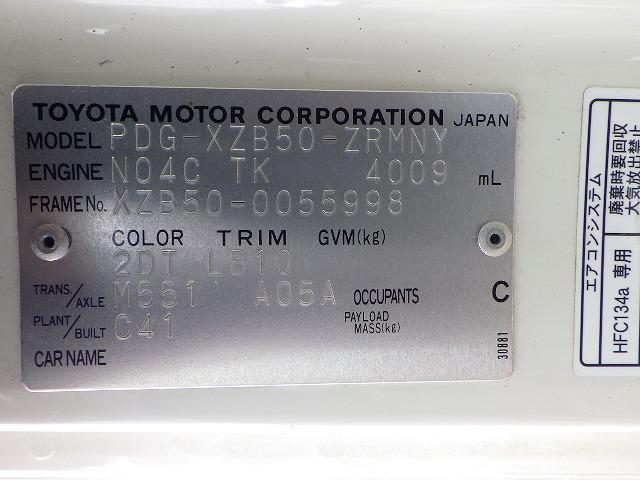 TOYOTA MOTOR CORPORATION JAPAN
MODEL PDG-XZB50-ZRMNY
ENGINE N04C TK 4009 mL
FRAME No. XZB50-0055998
COLOR TRIM GVM(kg)
2DT LB10
TRANS./AXLE M551 A05A OCCUPANTS C
PLANT/BUILT C41 PAYLOAD MASS(kg)
CAR NAME
30881
エアコンシステム
廃棄時要回収
大気放出禁止
HFC134a 専用